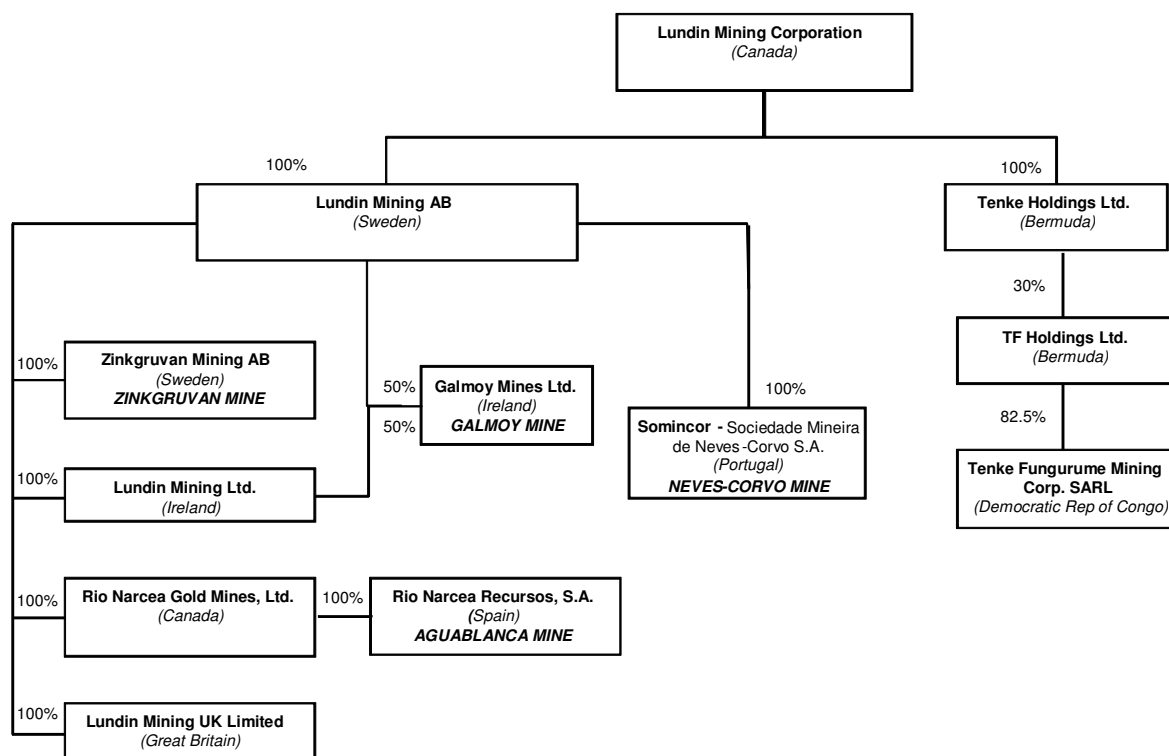 Lundin Mining Corporation
(Canada)
100%
100%
Lundin Mining AB
(Sweden)
Tenke Holdings Ltd.
(Bermuda)
30%
TF Holdings Ltd.
(Bermuda)
82.5%
Tenke Fungurume Mining
Corp. SARL
(Democratic Rep of Congo)
100%
Zinkgruvan Mining AB
(Sweden)
ZINKGRUVAN MINE
50%
50%
Galmoy Mines Ltd.
(Ireland)
GALMOY MINE
100%
Somincor - Sociedade Mineira
de Neves-Corvo S.A.
(Portugal)
NEVES-CORVO MINE
100%
Lundin Mining Ltd.
(Ireland)
100%
Rio Narcea Gold Mines, Ltd.
(Canada)
100%
Rio Narcea Recursos, S.A.
(Spain)
AGUABLANCA MINE
100%
Lundin Mining UK Limited
(Great Britain)